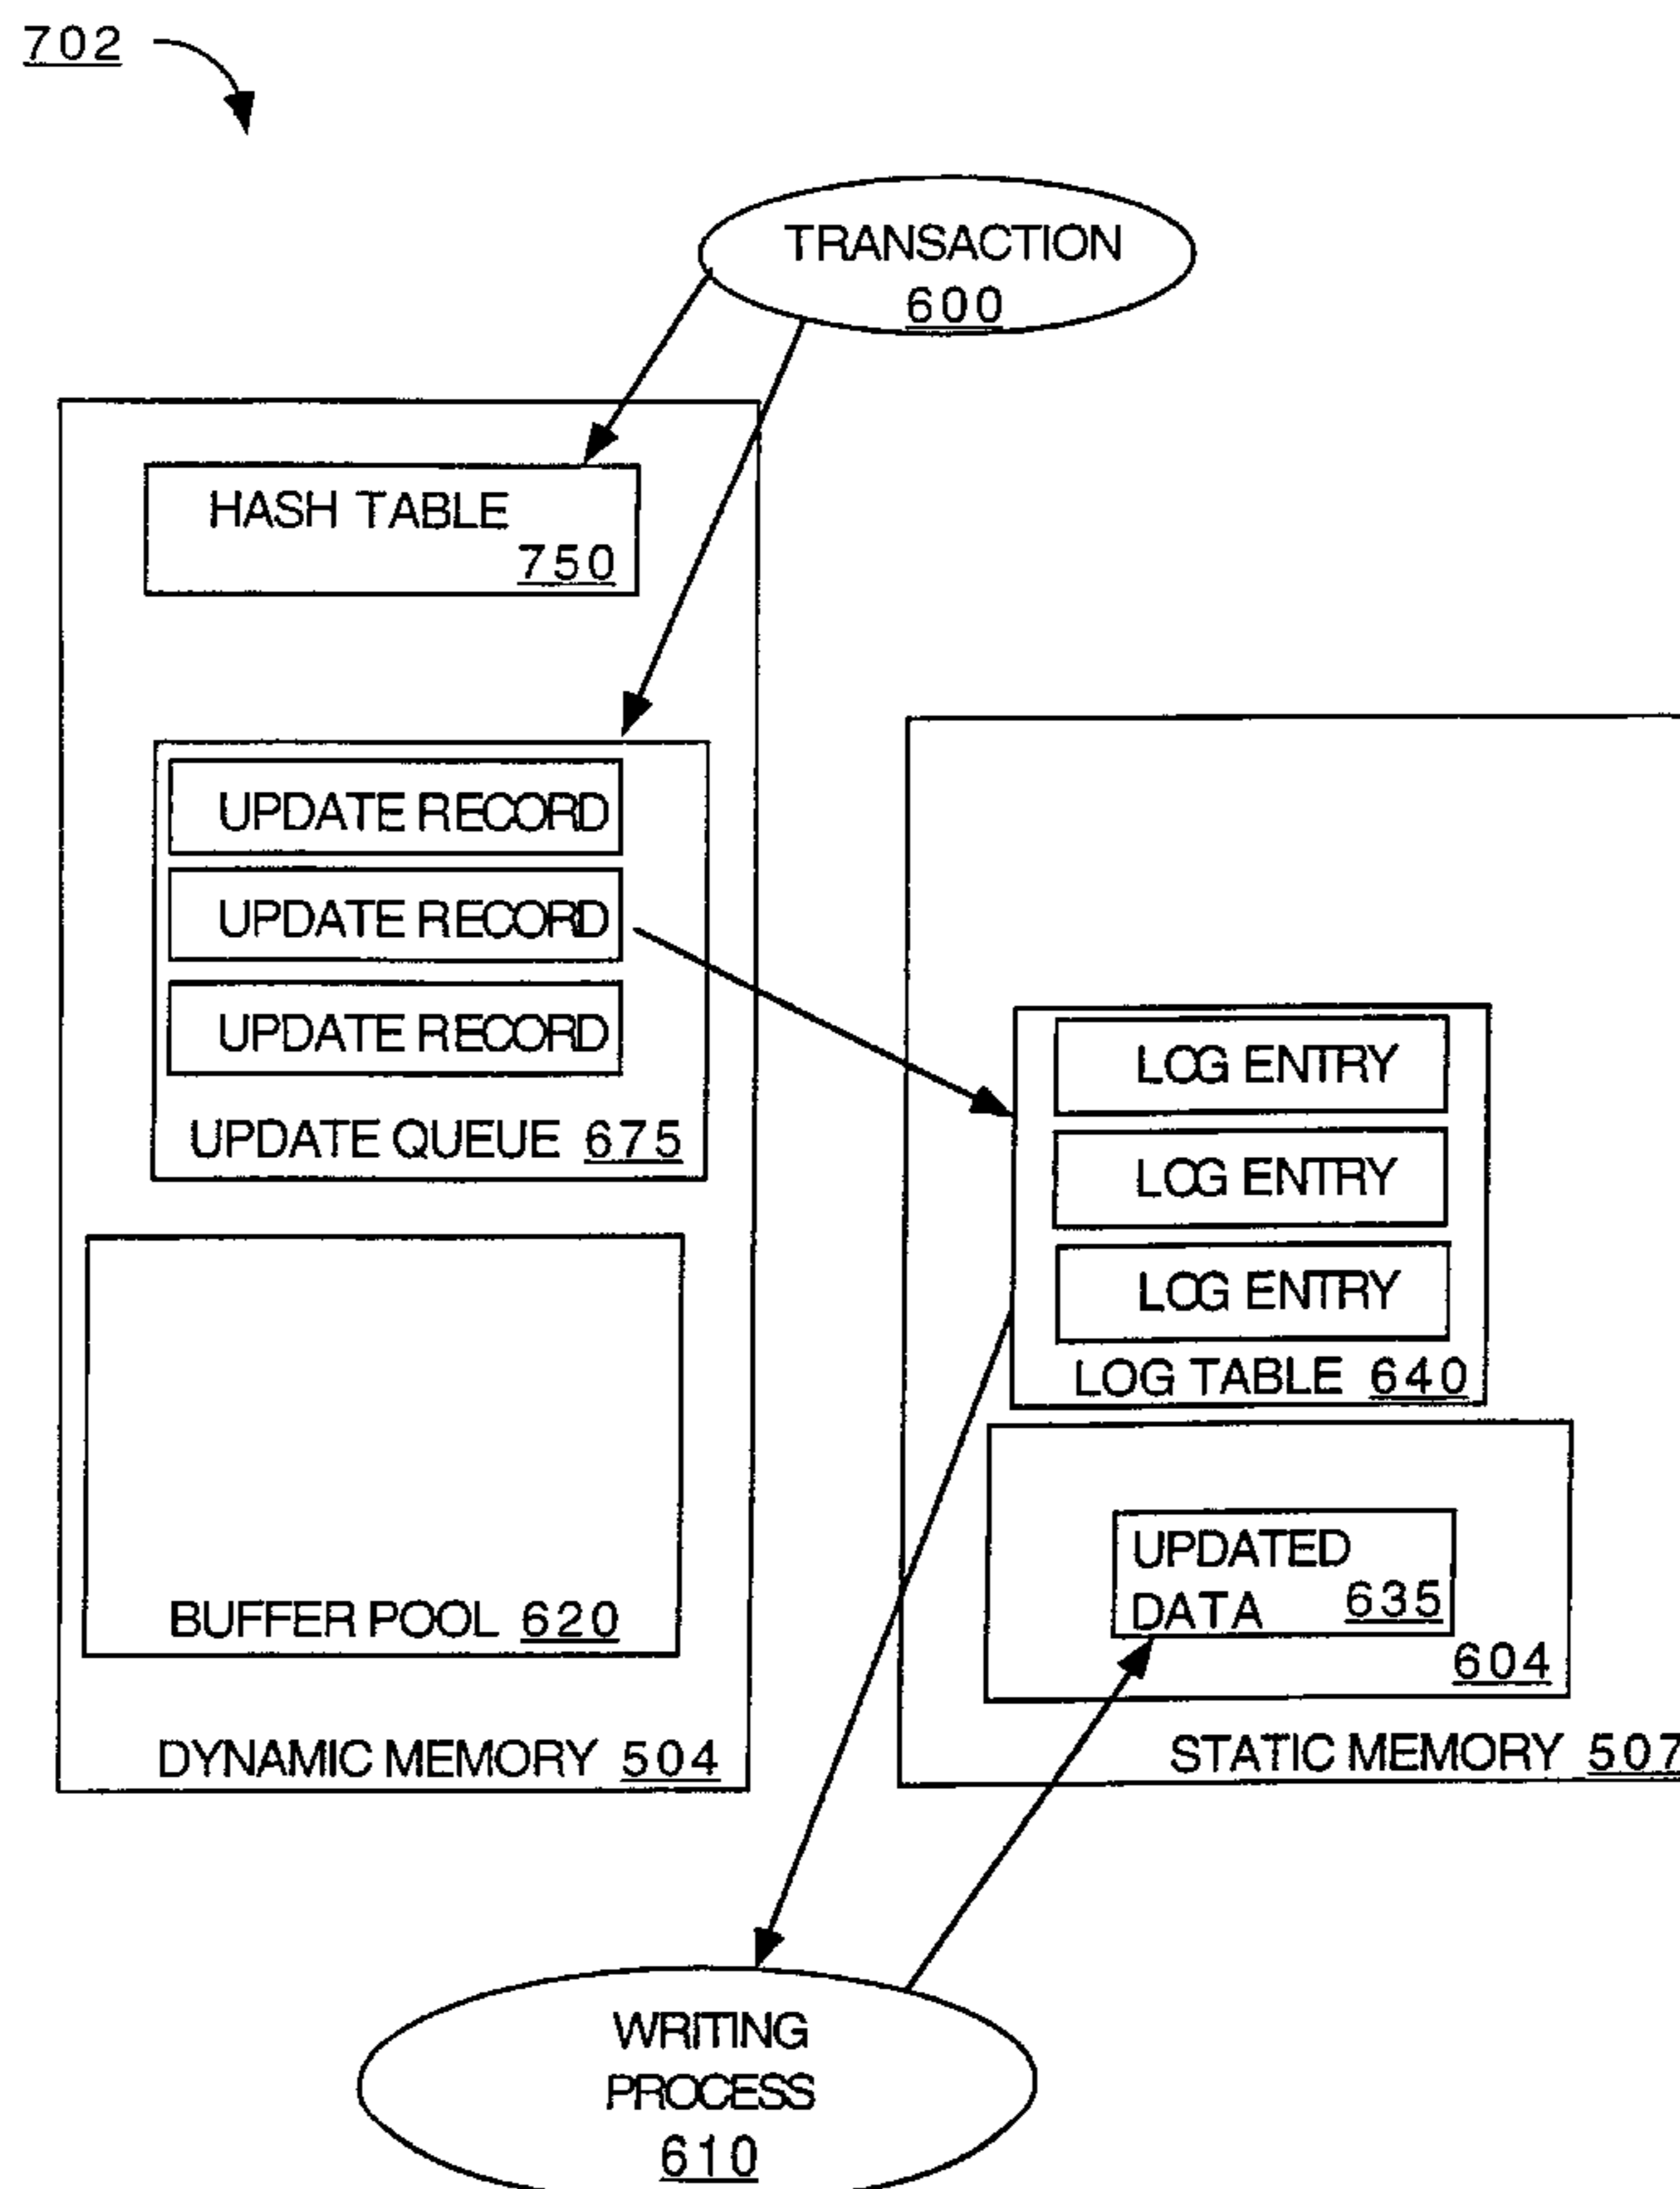 702
TRANSACTION
600
HASH TABLE
750
UPDATE RECORD
UPDATE RECORD
UPDATE RECORD
UPDATE QUEUE 675
BUFFER POOL 620
DYNAMIC MEMORY 504
LOG ENTRY
LOG ENTRY
LOG ENTRY
LOG TABLE 640
UPDATED
DATA 635
604
STATIC MEMORY 507
WRITING
PROCESS
610